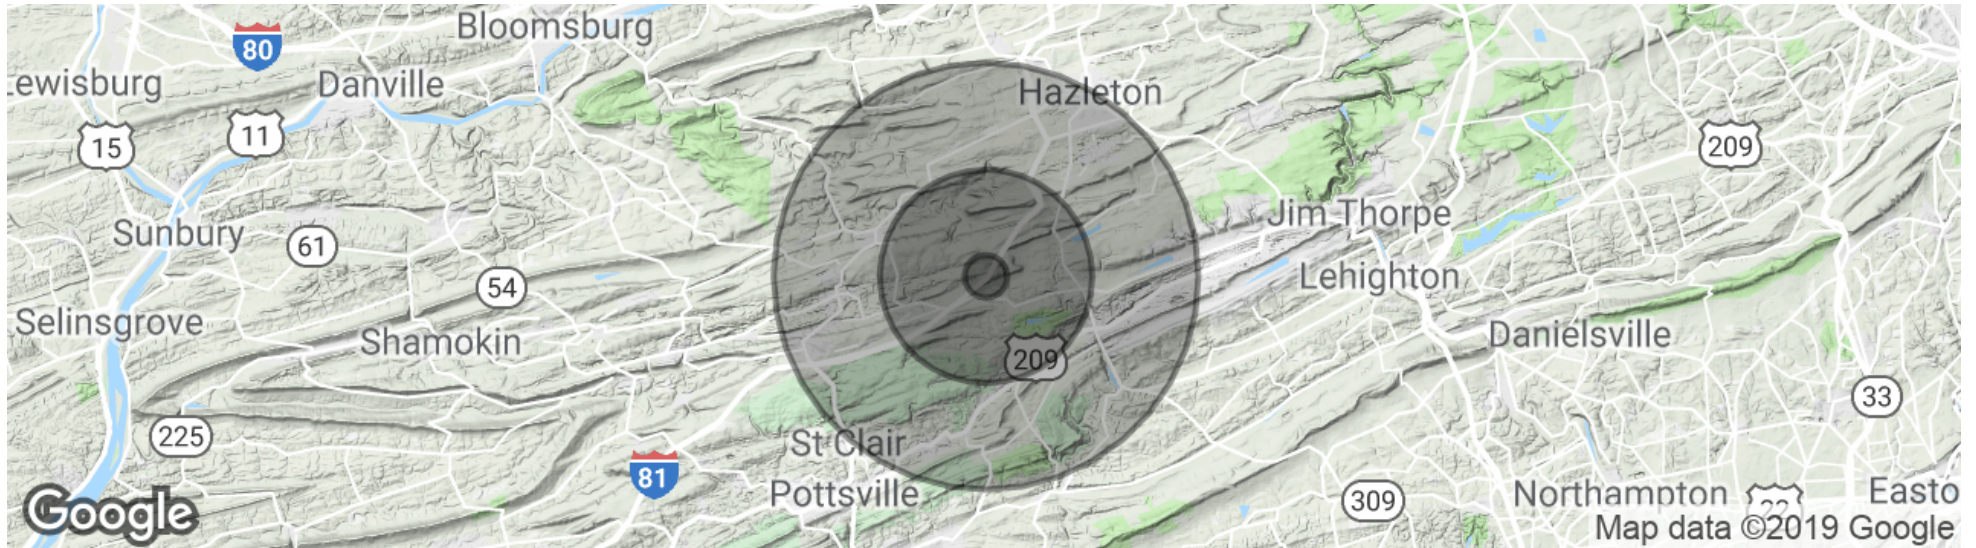 Bloomsburg
80
Lewisburg
Danville
Hazleton
15
11
209
Jim Thorpe
Sunbury
61
54
Lehighton
Selinsgrove
Shamokin
Danielsville
209
33
225
St Clair
81
Pottsville
309
Northampton
22
Easto
Google
Map data ©2019 Google